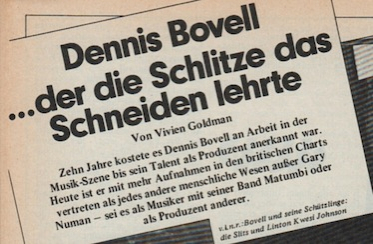 Dennis Bovell
...der die Schlitze das
Schneiden lehrte
Von Vivien Goldman
Zehn Jahre kostete es Dennis Bovell an Arbeit in der
Musik-Szene bis sein Talent als Produzent anerkannt war.
Heute ist er mit mehr Aufnahmen in den britischen Charts
vertreten als jedes andere menschliche Wesen außer Gary
Numan – sei es als Musiker mit seiner Band Matumbi oder
als Produzent anderer.
v.l.n.r.: Bovell und seine Schützlinge:
die Slits und Linton Kwesi Johnson